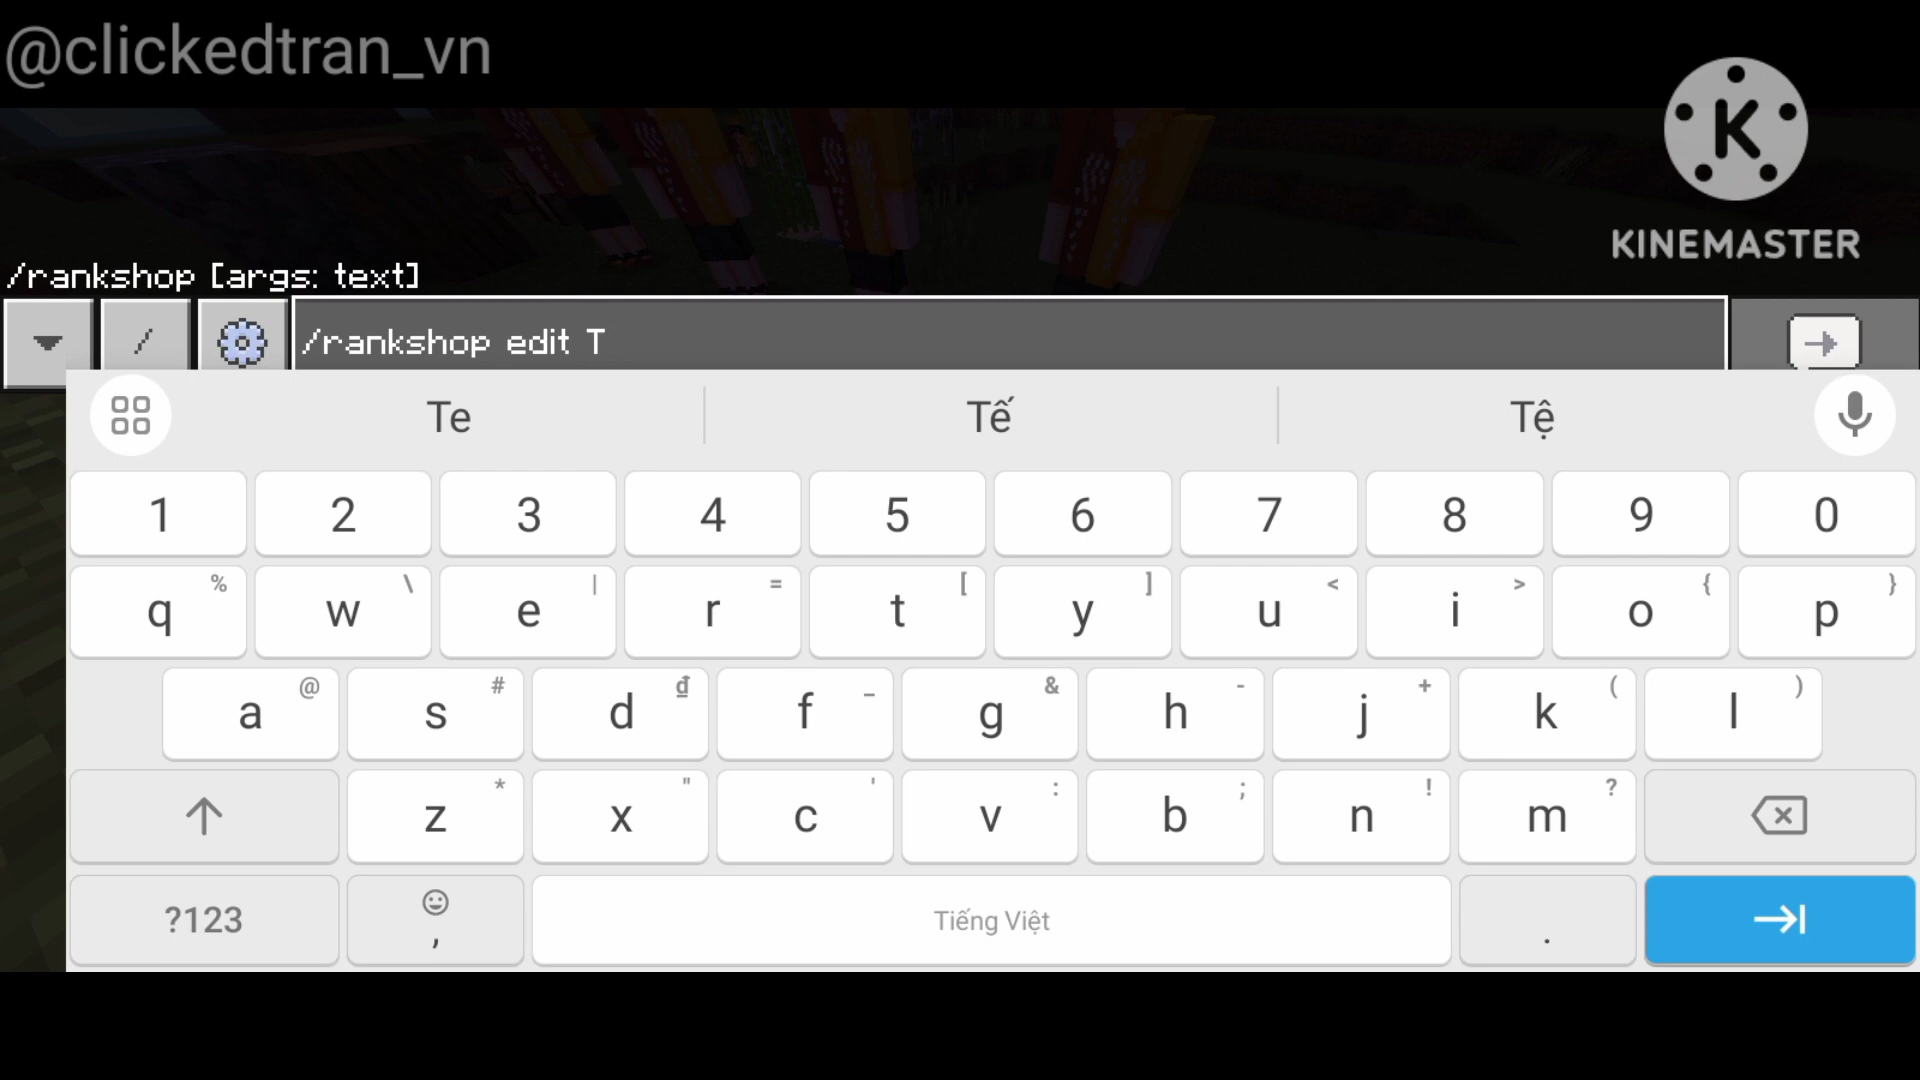 @clickedtran_vn
K
KINEMASTER
/rankshop [args: text]
/
/rankshop edit T
Te Tế Tệ
1 2 3 4 5 6 7 8 9 0
q % w \ e | r = t [ y ] u < i > o { p }
a @ s # d ₫ f _ g & h - j + k ( l )
z * x " c ' v : b ; n ! m ?
?123 , Tiếng Việt .